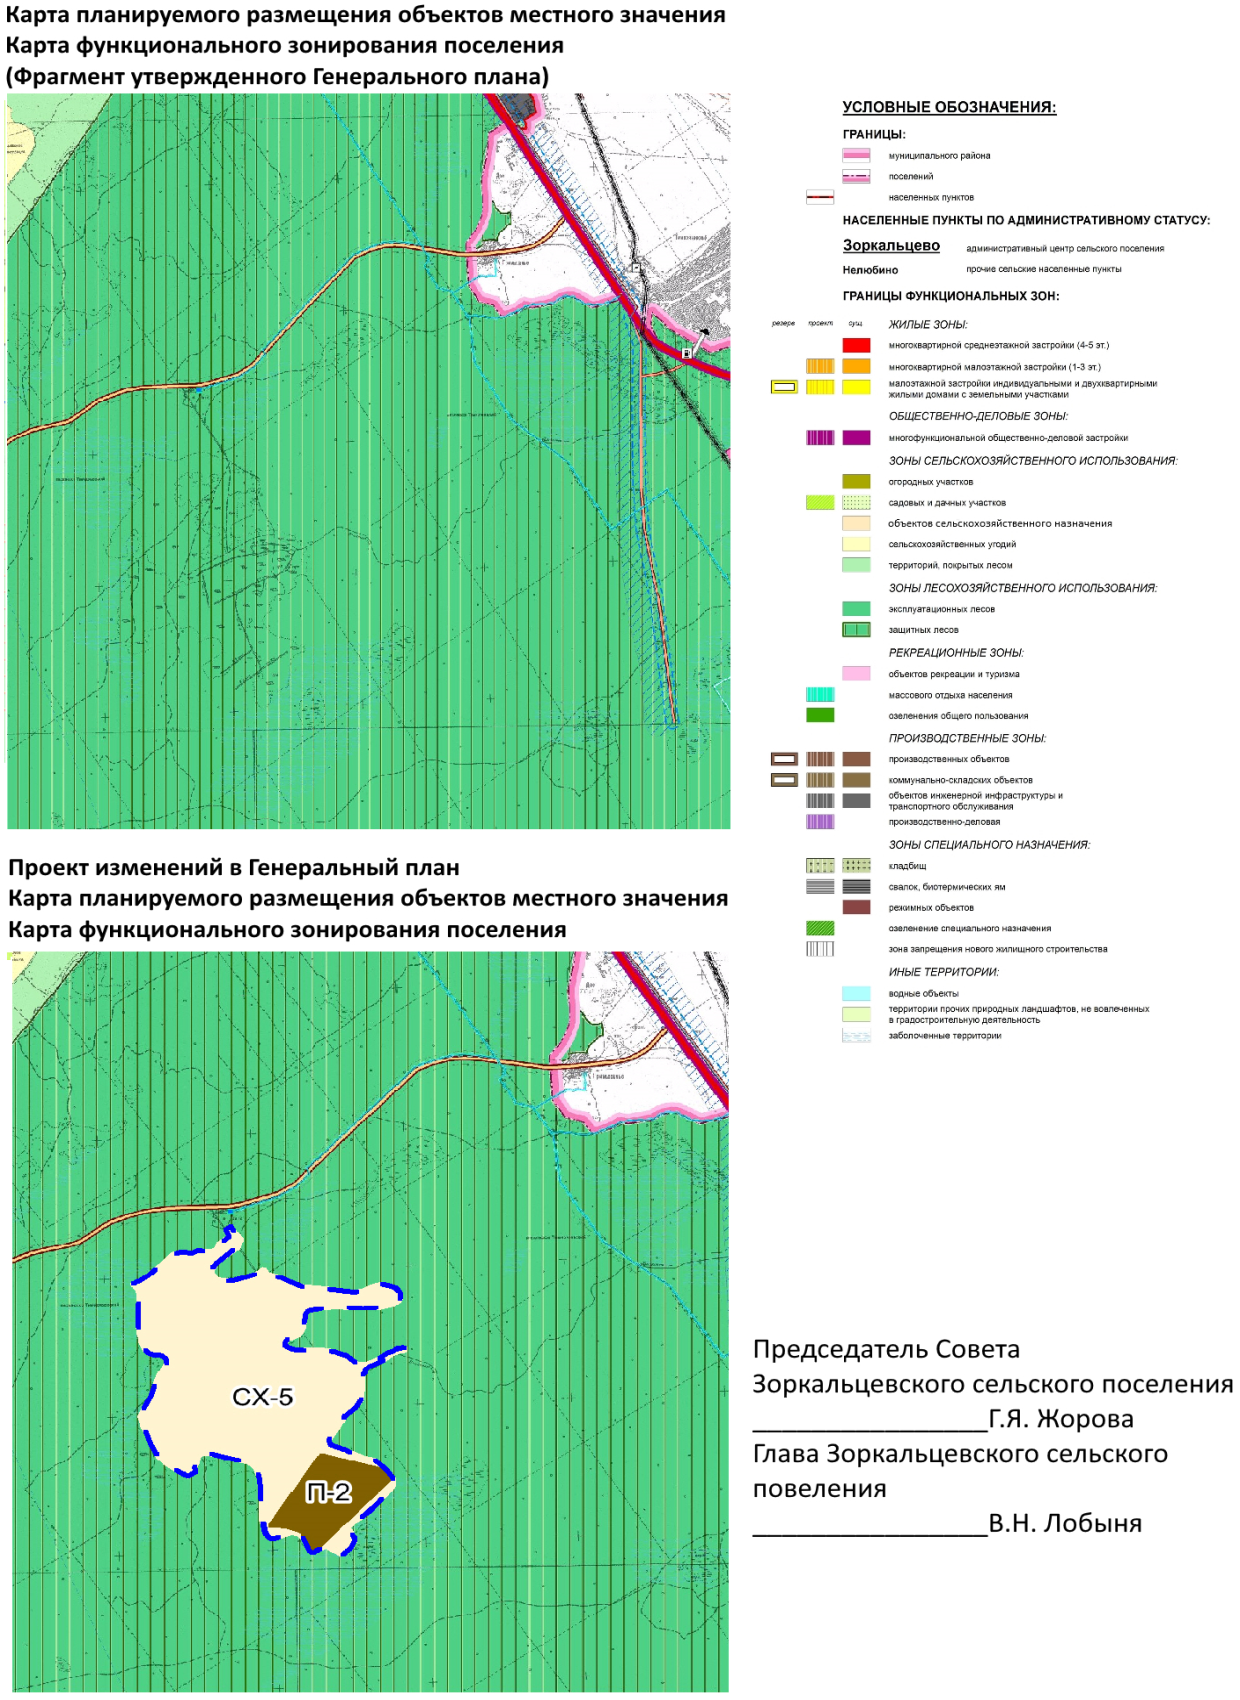 Карта планируемого размещения объектов местного значения
Карта функционального зонирования поселения
(Фрагмент утвержденного Генерального плана)
УСЛОВНЫЕ ОБОЗНАЧЕНИЯ:
ГРАНИЦЫ:
муниципального района
поселений
населенных пунктов
НАСЕЛЕННЫЕ ПУНКТЫ ПО АДМИНИСТРАТИВНОМУ СТАТУСУ:
Зоркальцево административный центр сельского поселения
Нелюбино прочие сельские населенные пункты
ГРАНИЦЫ ФУНКЦИОНАЛЬНЫХ ЗОН:
резерв проект сущ.
ЖИЛЫЕ ЗОНЫ:
многоквартирной среднеэтажной застройки (4-5 эт.)
многоквартирной малоэтажной застройки (1-3 эт.)
малоэтажной застройки индивидуальными и двухквартирными
жилыми домами с земельными участками
ОБЩЕСТВЕННО-ДЕЛОВЫЕ ЗОНЫ:
многофункциональной общественно-деловой застройки
ЗОНЫ СЕЛЬСКОХОЗЯЙСТВЕННОГО ИСПОЛЬЗОВАНИЯ:
огородных участков
садовых и дачных участков
объектов сельскохозяйственного назначения
сельскохозяйственных угодий
территорий, покрытых лесом
ЗОНЫ ЛЕСОХОЗЯЙСТВЕННОГО ИСПОЛЬЗОВАНИЯ:
эксплуатационных лесов
защитных лесов
РЕКРЕАЦИОННЫЕ ЗОНЫ:
объектов рекреации и туризма
массового отдыха населения
озеленения общего пользования
ПРОИЗВОДСТВЕННЫЕ ЗОНЫ:
производственных объектов
коммунально-складских объектов
объектов инженерной инфраструктуры и
транспортного обслуживания
производственно-деловая
ЗОНЫ СПЕЦИАЛЬНОГО НАЗНАЧЕНИЯ:
кладбищ
свалок, биотермических ям
режимных объектов
озеленение специального назначения
зона запрещения нового жилищного строительства
ИНЫЕ ТЕРРИТОРИИ:
водные объекты
территории прочих природных ландшафтов, не вовлеченных
в градостроительную деятельность
заболоченные территории
Проект изменений в Генеральный план
Карта планируемого размещения объектов местного значения
Карта функционального зонирования поселения
СХ-5
П-2
Председатель Совета
Зоркальцевского сельского поселения
__________________Г.Я. Жорова
Глава Зоркальцевского сельского
повеления
__________________В.Н. Лобыня